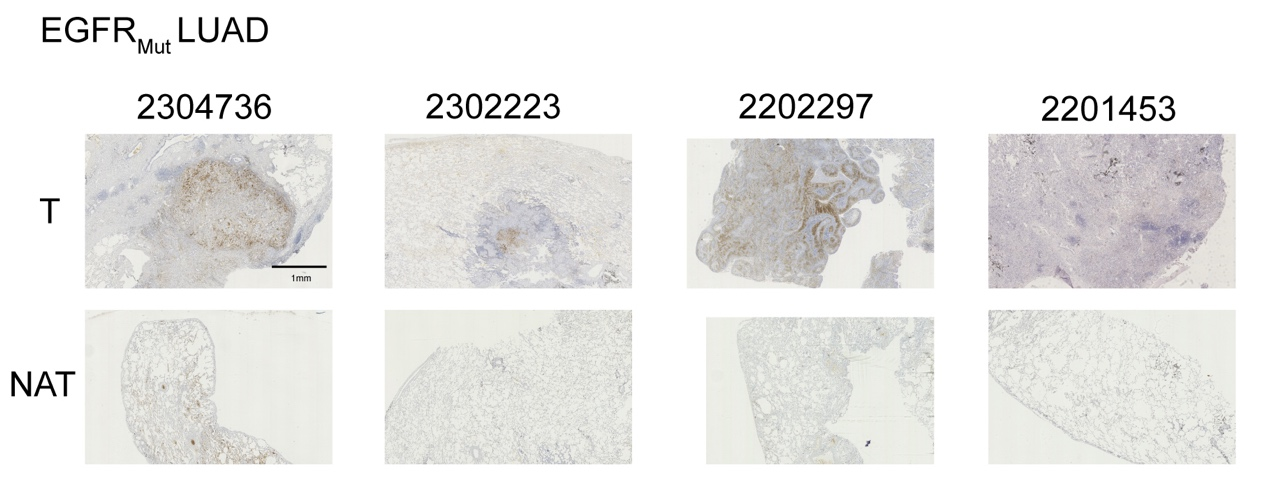 EGFRMut LUAD
2304736 2302223 2202297 2201453
T
1mm
NAT